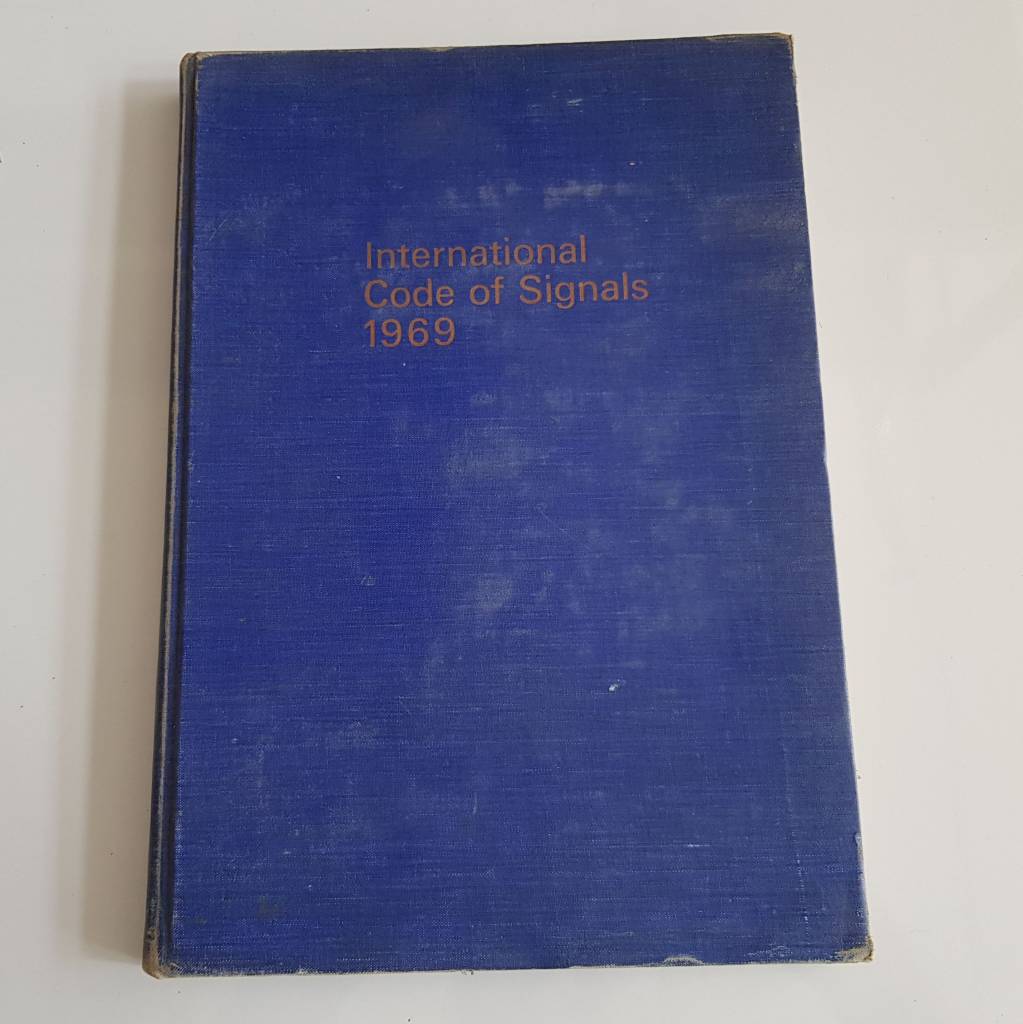 International
Code of Signals
1969